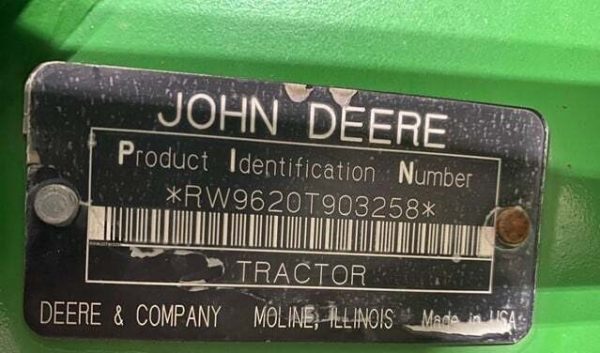 JOHN DEERE
Product Identification Number
*RW9620T903258*
TRACTOR
DEERE & COMPANY MOLINE, ILLINOIS Made in USA